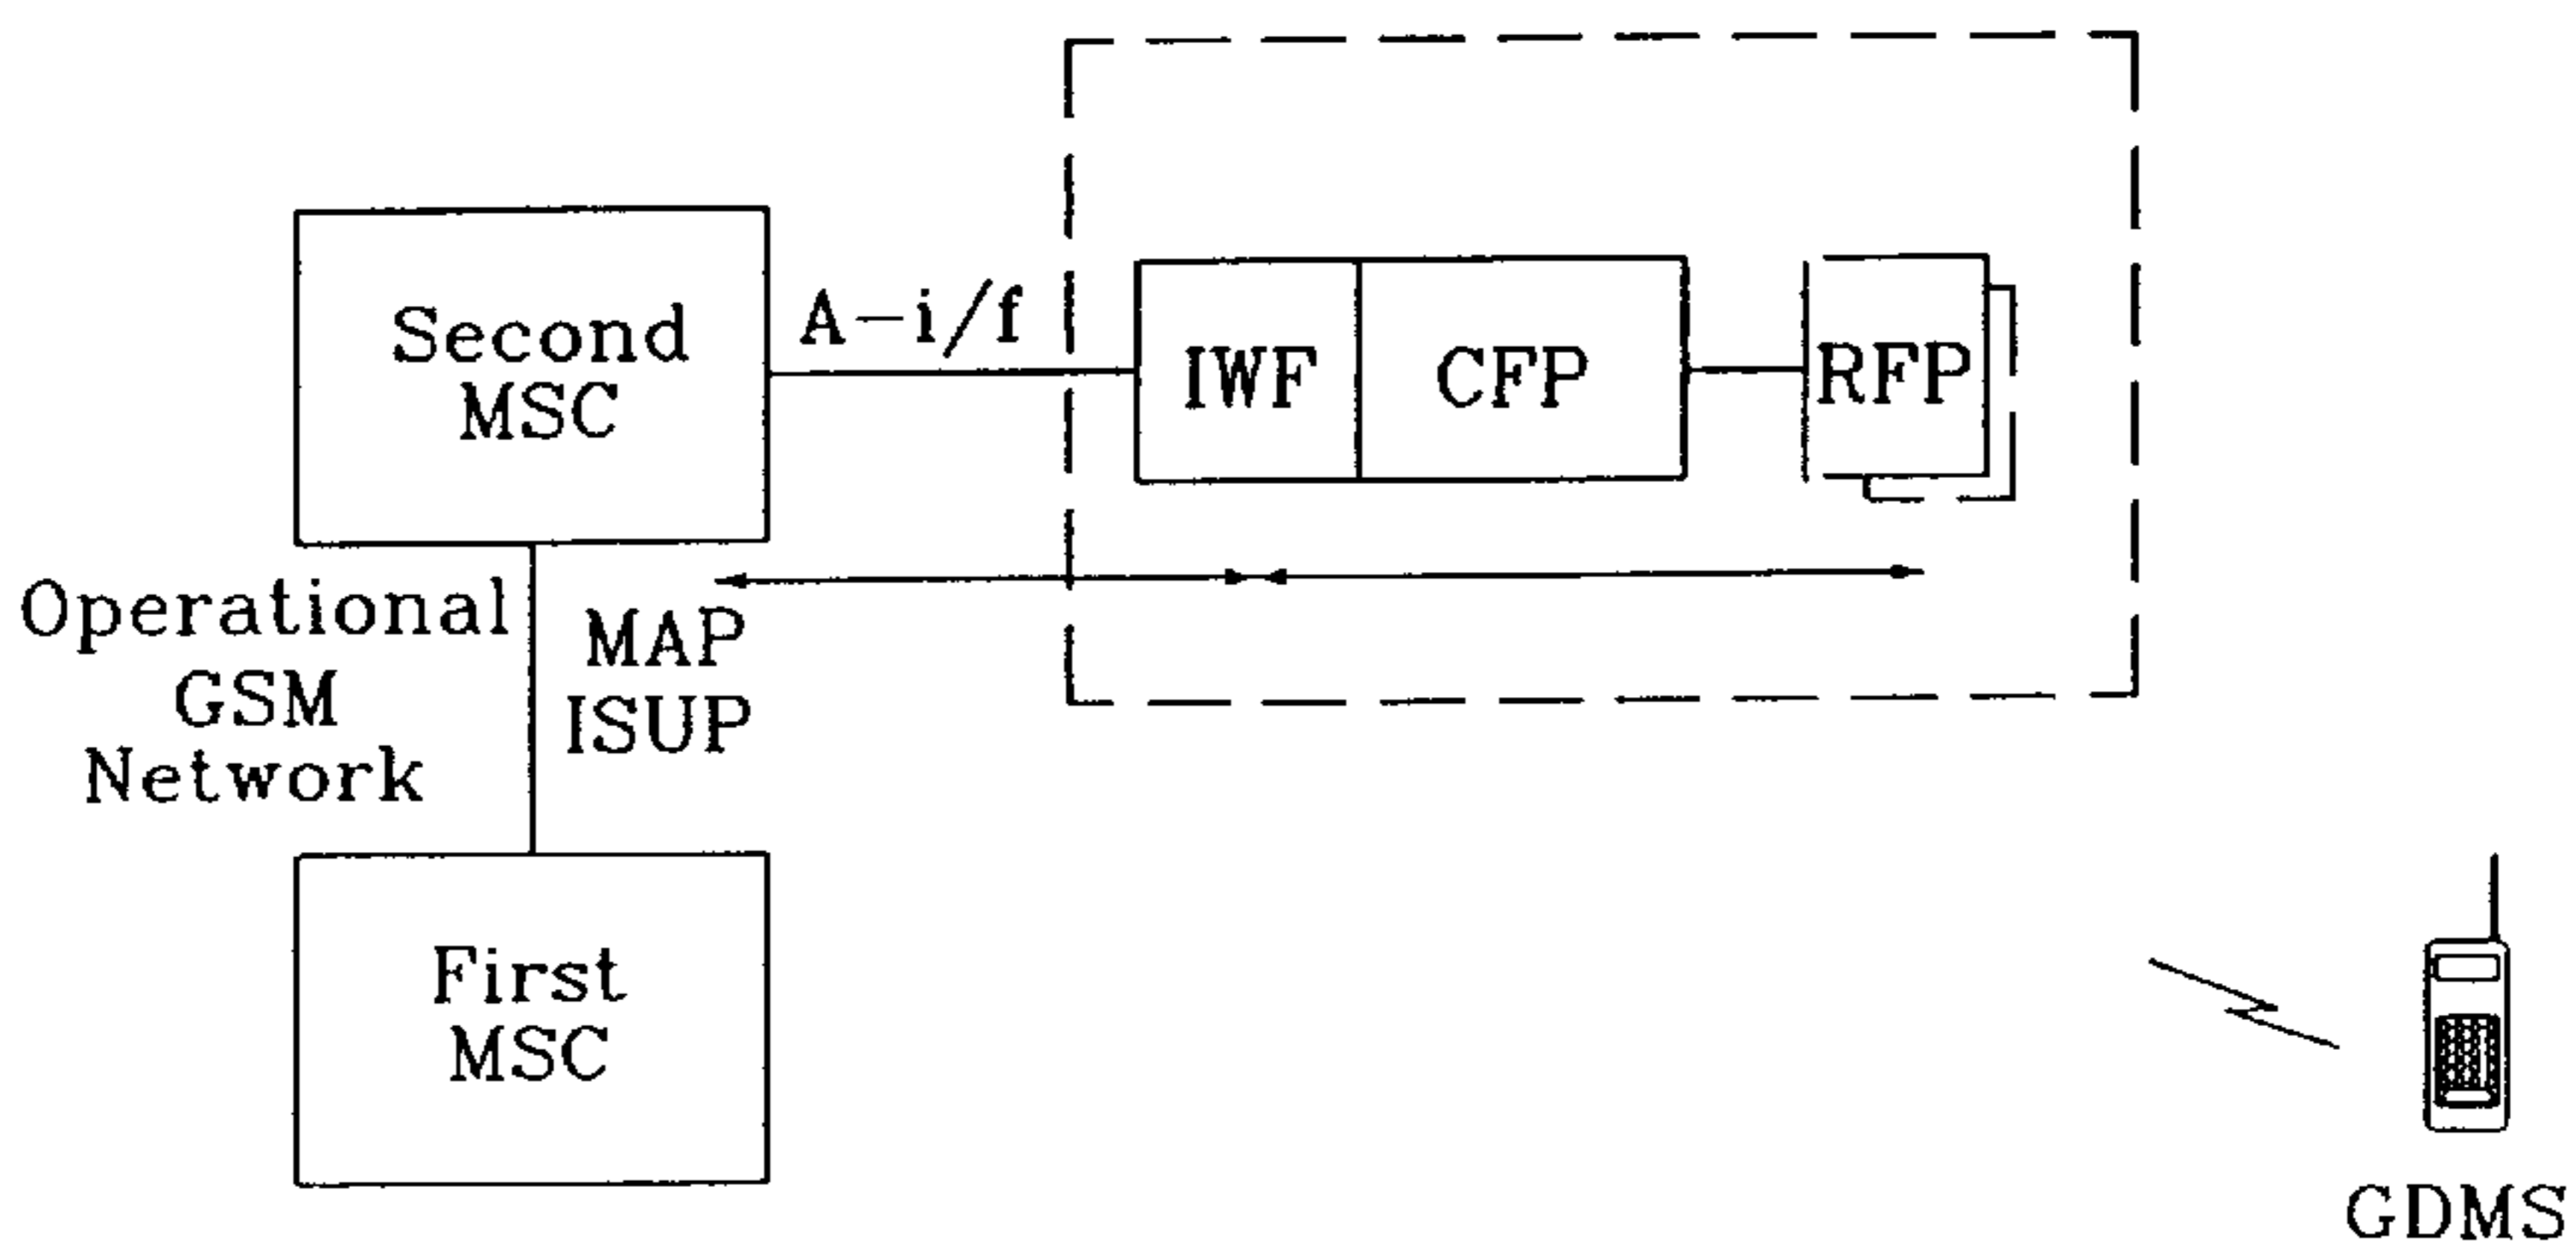 Second
MSC
A-i/f
IWF
CFP
RFP
Operational
GSM
Network
MAP
ISUP
First
MSC
GDMS